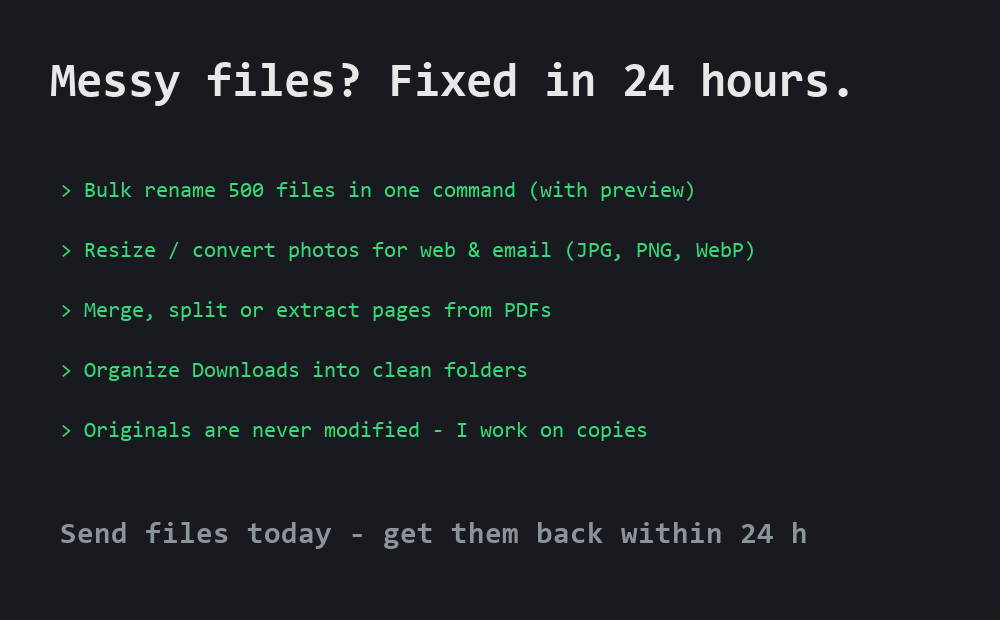 Messy files? Fixed in 24 hours.
> Bulk rename 500 files in one command (with preview)
> Resize / convert photos for web & email (JPG, PNG, WebP)
> Merge, split or extract pages from PDFs
> Organize Downloads into clean folders
> Originals are never modified - I work on copies
Send files today - get them back within 24 h